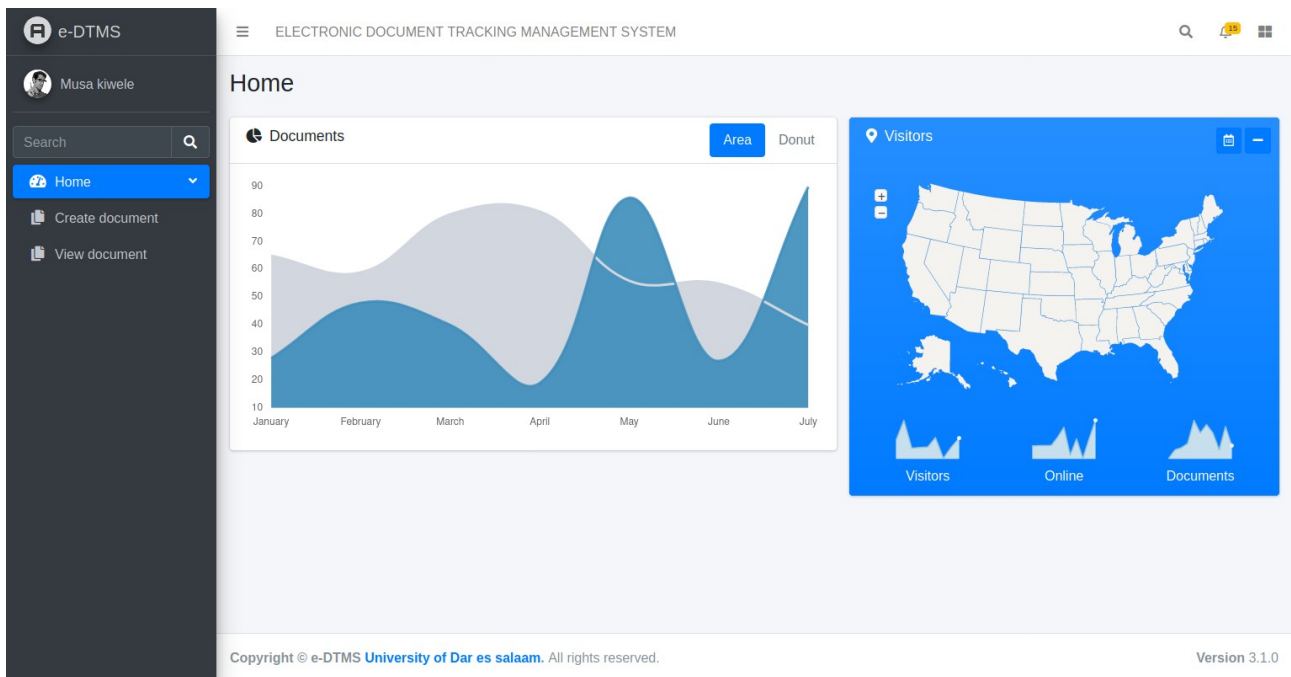 e-DTMS
ELECTRONIC DOCUMENT TRACKING MANAGEMENT SYSTEM
15
Musa kiwele
Search
Home
Create document
View document
Home
Documents
Area
Donut
90
80
70
60
50
40
30
20
10
January February March April May June July
Visitors
+
−
Visitors Online Documents
Copyright © e-DTMS University of Dar es salaam. All rights reserved.
Version 3.1.0